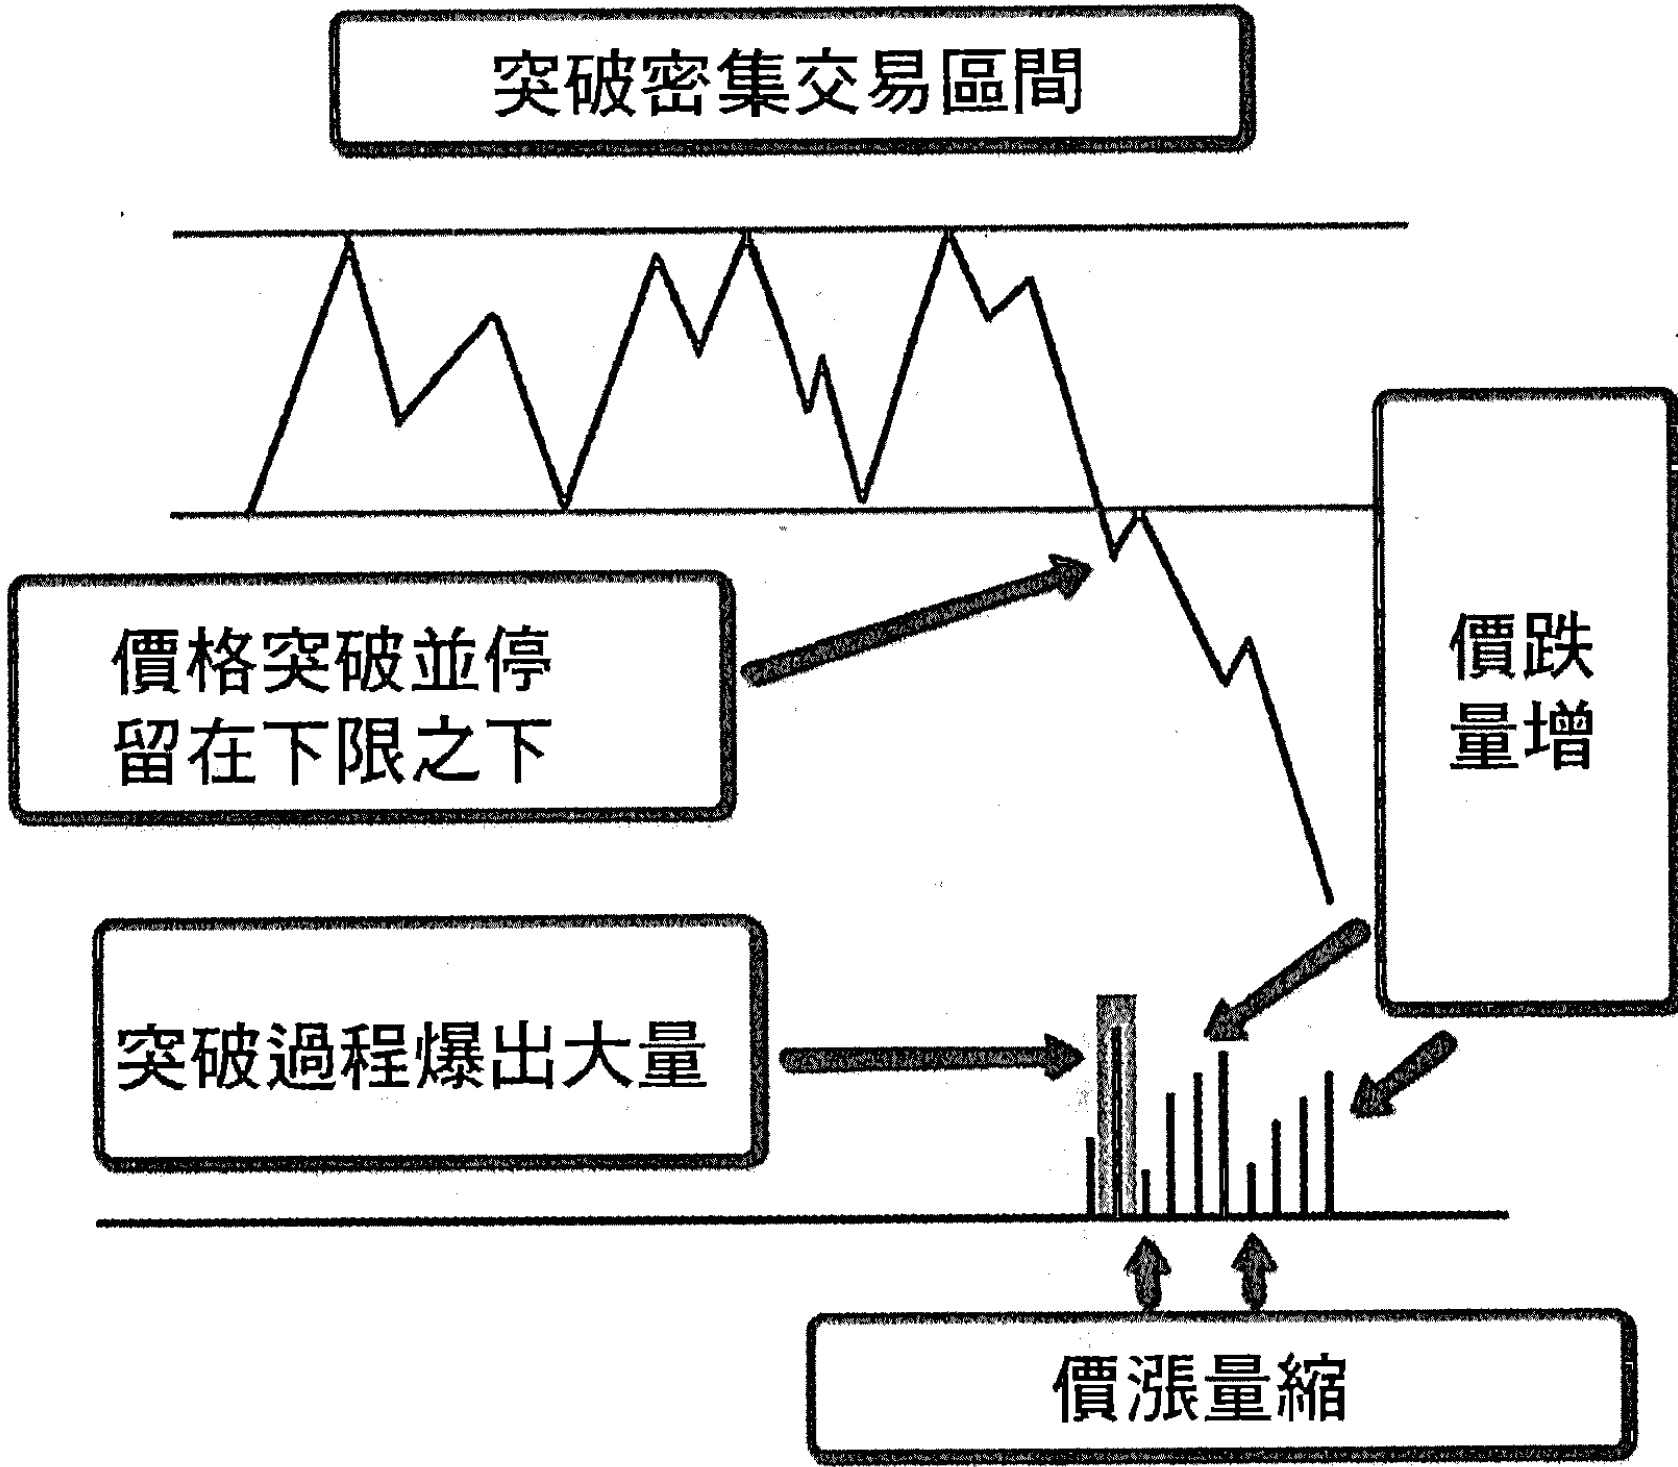 突破密集交易區間
價格突破並停
留在下限之下
價跌
量增
突破過程爆出大量
價漲量縮